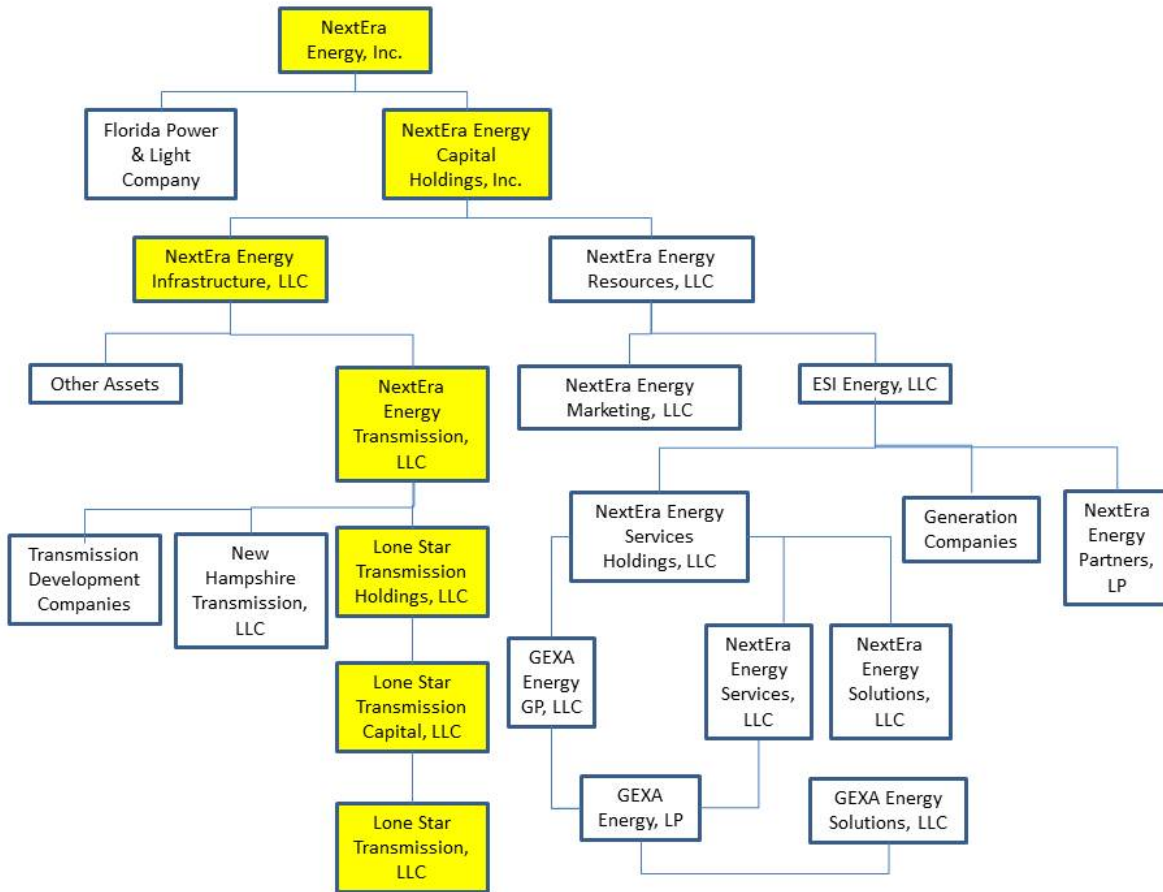 NextEra
Energy, Inc.
Florida Power
& Light
Company
NextEra Energy
Capital
Holdings, Inc.
NextEra Energy
Infrastructure, LLC
NextEra Energy
Resources, LLC
Other Assets
NextEra
Energy
Transmission,
LLC
NextEra Energy
Marketing, LLC
ESI Energy, LLC
Transmission
Development
Companies
New
Hampshire
Transmission,
LLC
Lone Star
Transmission
Holdings, LLC
NextEra Energy
Services
Holdings, LLC
Generation
Companies
NextEra
Energy
Partners,
LP
Lone Star
Transmission
Capital, LLC
GEXA
Energy
GP, LLC
NextEra
Energy
Services,
LLC
NextEra
Energy
Solutions,
LLC
Lone Star
Transmission,
LLC
GEXA
Energy, LP
GEXA Energy
Solutions, LLC